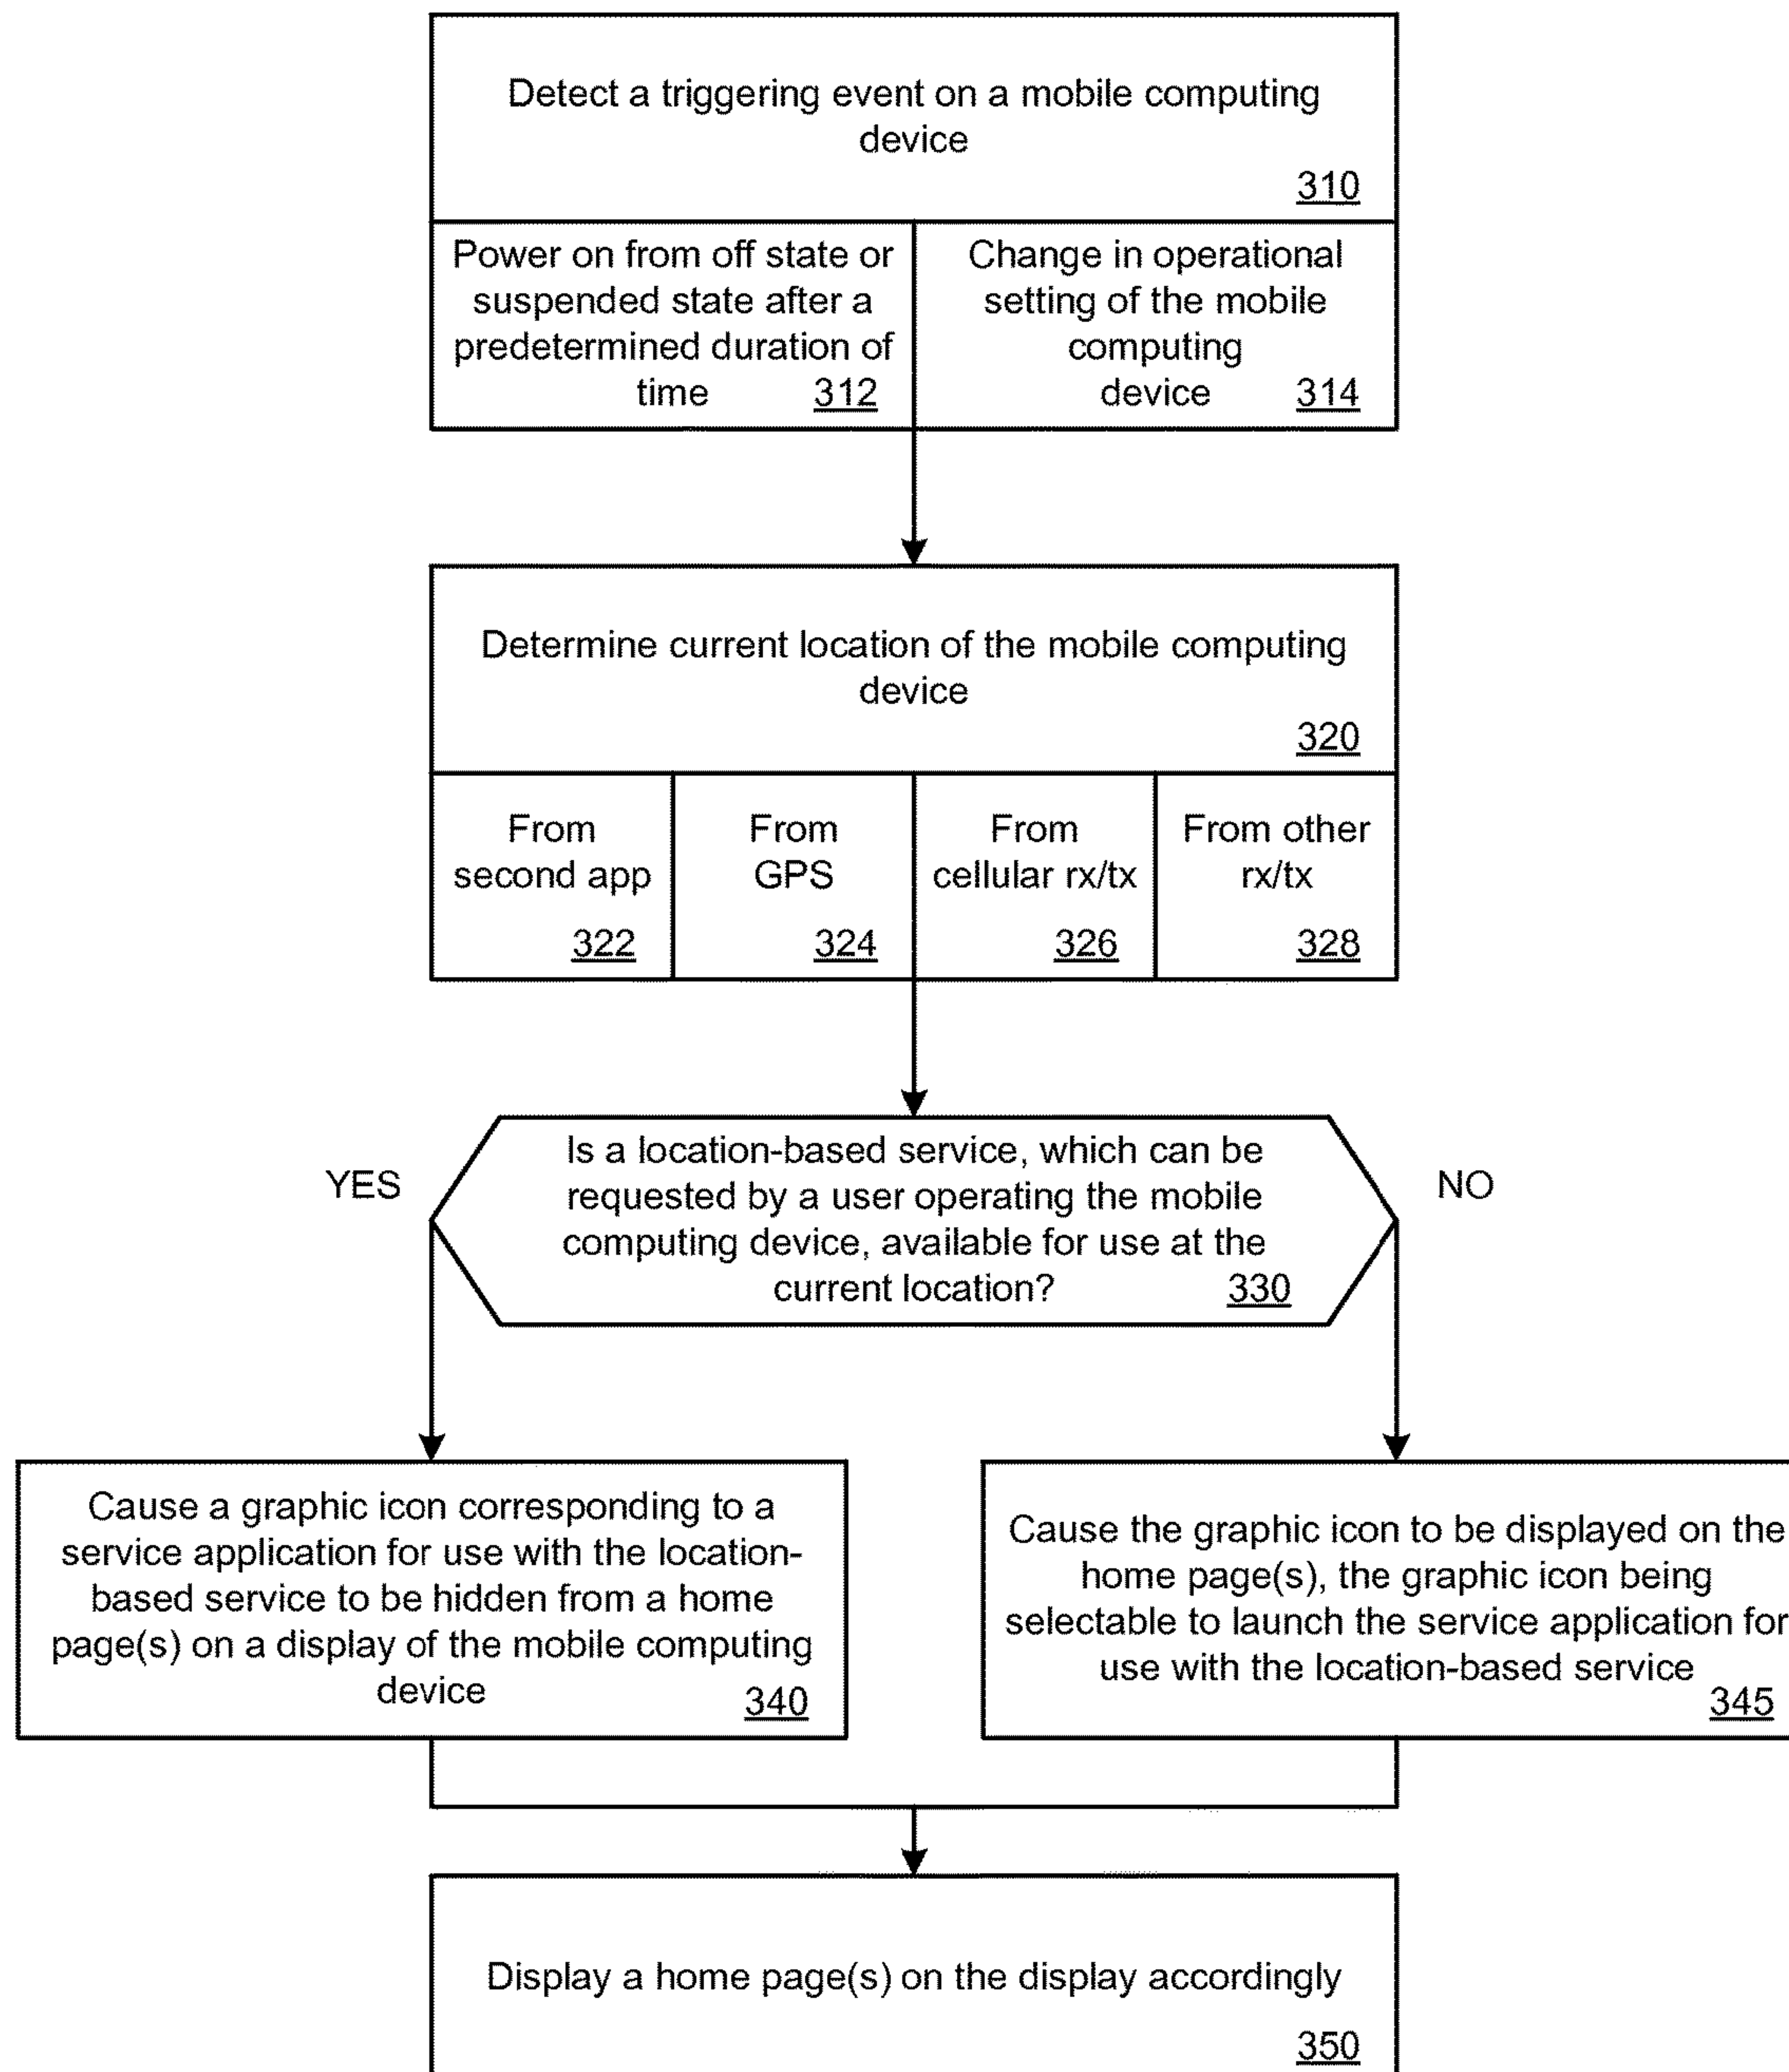 Detect a triggering event on a mobile computing
device
310
Power on from off state or
suspended state after a
predetermined duration of
time 312
Change in operational
setting of the mobile
computing
device 314
Determine current location of the mobile computing
device
320
From
second app
322
From
GPS
324
From
cellular rx/tx
326
From other
rx/tx
328
YES
Is a location-based service, which can be
requested by a user operating the mobile
computing device, available for use at the
current location? 330
NO
Cause a graphic icon corresponding to a
service application for use with the location-
based service to be hidden from a home
page(s) on a display of the mobile computing
device 340
Cause the graphic icon to be displayed on the
home page(s), the graphic icon being
selectable to launch the service application for
use with the location-based service
345
Display a home page(s) on the display accordingly
350